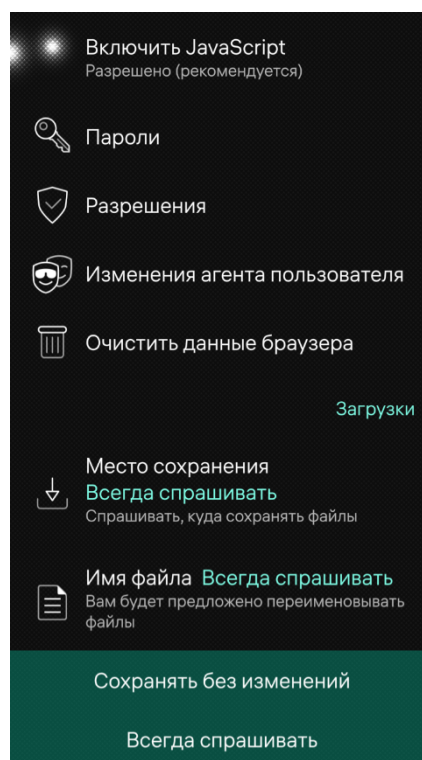 Включить JavaScript
Разрешено (рекомендуется)
Пароли
Разрешения
Изменения агента пользователя
Очистить данные браузера
Загрузки
Место сохранения
Всегда спрашивать
Спрашивать, куда сохранять файлы
Имя файла Всегда спрашивать
Вам будет предложено переименовывать
файлы
Сохранять без изменений
Всегда спрашивать